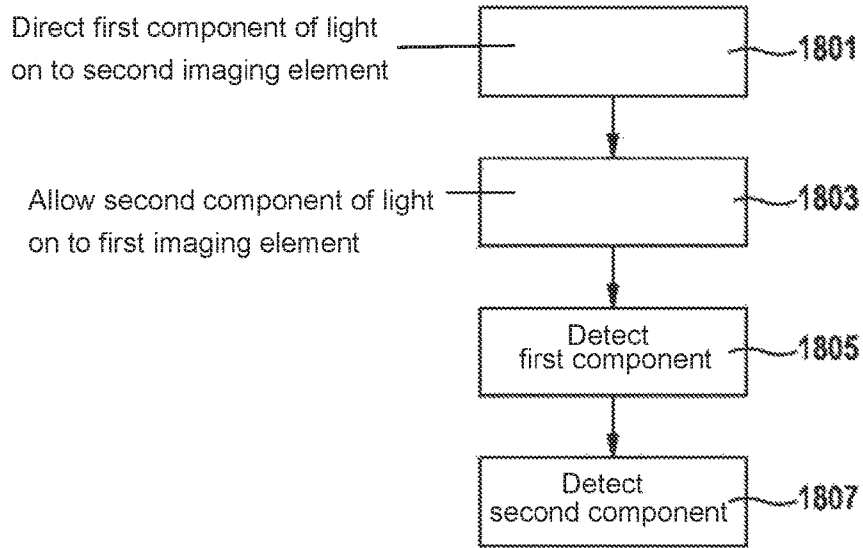 Direct first component of light
on to second imaging element
1801
Allow second component of light
on to first imaging element
1803
Detect
first component
1805
Detect
second component
1807